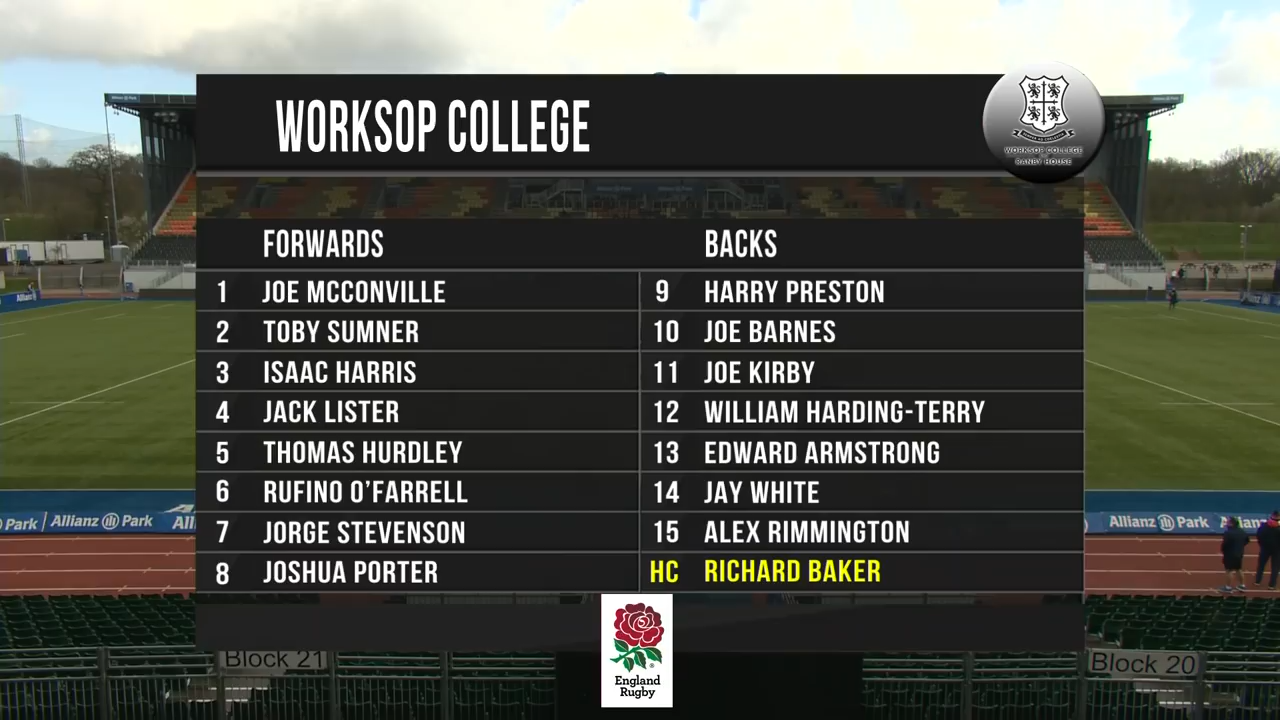 WORKSOP COLLEGE
WORKSOP COLLEGE
RANBY HOUSE
FORWARDS
1 JOE MCCONVILLE
2 TOBY SUMNER
3 ISAAC HARRIS
4 JACK LISTER
5 THOMAS HURDLEY
6 RUFINO O'FARRELL
7 JORGE STEVENSON
8 JOSHUA PORTER
BACKS
9 HARRY PRESTON
10 JOE BARNES
11 JOE KIRBY
12 WILLIAM HARDING-TERRY
13 EDWARD ARMSTRONG
14 JAY WHITE
15 ALEX RIMMINGTON
HC RICHARD BAKER
Park Allianz Park
Allianz Park
Block 21
Block 20
England
Rugby